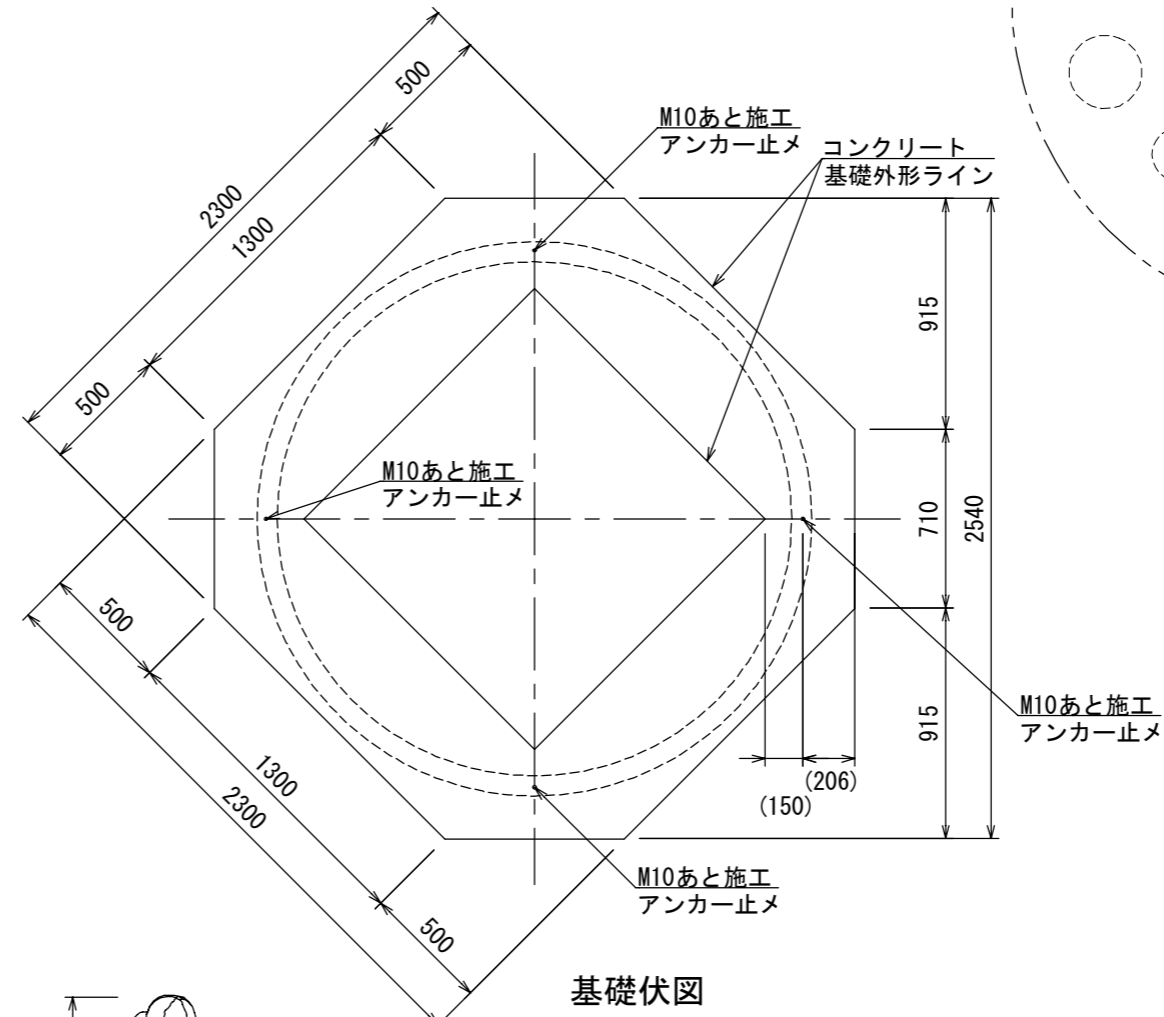 500
2300
1300
500
M10あと施工
アンカー止メ
コンクリート
基礎外形ライン
915
M10あと施工
アンカー止メ
710
2540
500
M10あと施工
アンカー止メ
915
(206)
(150)
1300
2300
M10あと施工
アンカー止メ
500
基礎伏図